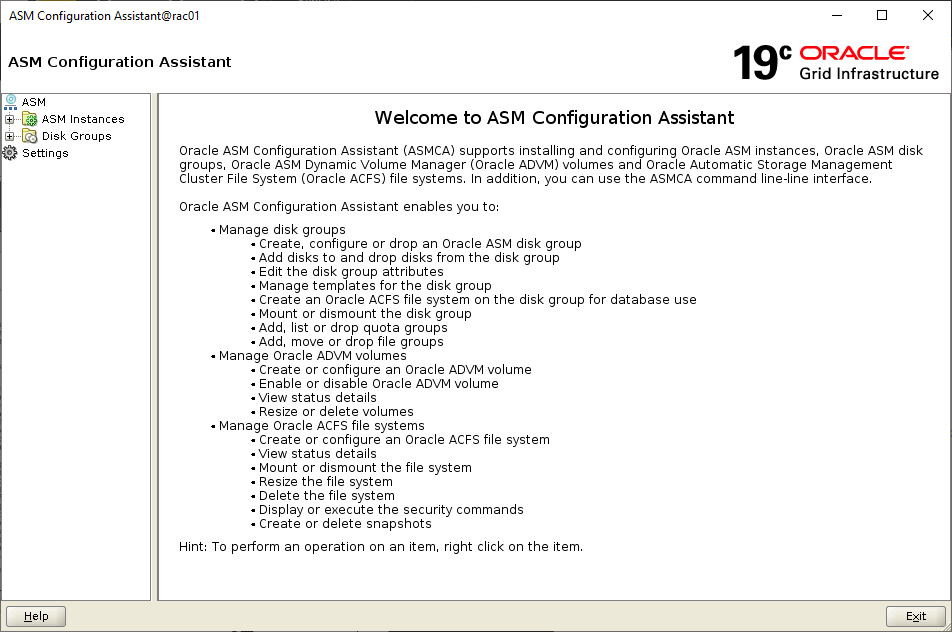 ASM Configuration Assistant@rac01
ASM Configuration Assistant
19c ORACLE
Grid Infrastructure
ASM
ASM Instances
Disk Groups
Settings
Welcome to ASM Configuration Assistant
Oracle ASM Configuration Assistant (ASMCA) supports installing and configuring Oracle ASM instances, Oracle ASM disk
groups, Oracle ASM Dynamic Volume Manager (Oracle ADVM) volumes and Oracle Automatic Storage Management
Cluster File System (Oracle ACFS) file systems. In addition, you can use the ASMCA command line-line interface.
Oracle ASM Configuration Assistant enables you to:
• Manage disk groups
• Create, configure or drop an Oracle ASM disk group
• Add disks to and drop disks from the disk group
• Edit the disk group attributes
• Manage templates for the disk group
• Create an Oracle ACFS file system on the disk group for database use
• Mount or dismount the disk group
• Add, list or drop quota groups
• Add, move or drop file groups
• Manage Oracle ADVM volumes
• Create or configure an Oracle ADVM volume
• Enable or disable Oracle ADVM volume
• View status details
• Resize or delete volumes
• Manage Oracle ACFS file systems
• Create or configure an Oracle ACFS file system
• View status details
• Mount or dismount the file system
• Resize the file system
• Delete the file system
• Display or execute the security commands
• Create or delete snapshots
Hint: To perform an operation on an item, right click on the item.
Help
Exit